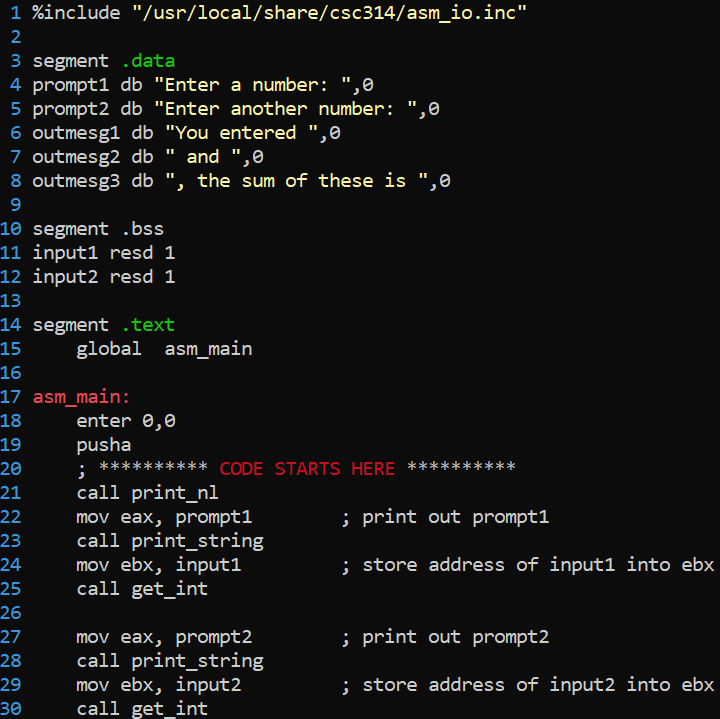 1 %include "/usr/local/share/csc314/asm_io.inc"
2
3 segment .data
4 prompt1 db "Enter a number: ",0
5 prompt2 db "Enter another number: ",0
6 outmesg1 db "You entered ",0
7 outmesg2 db " and ",0
8 outmesg3 db ", the sum of these is ",0
9
10 segment .bss
11 input1 resd 1
12 input2 resd 1
13
14 segment .text
15     global  asm_main
16
17 asm_main:
18     enter 0,0
19     pusha
20     ; ********** CODE STARTS HERE **********
21     call print_nl
22     mov eax, prompt1        ; print out prompt1
23     call print_string
24     mov ebx, input1         ; store address of input1 into ebx
25     call get_int
26
27     mov eax, prompt2        ; print out prompt2
28     call print_string
29     mov ebx, input2         ; store address of input2 into ebx
30     call get_int